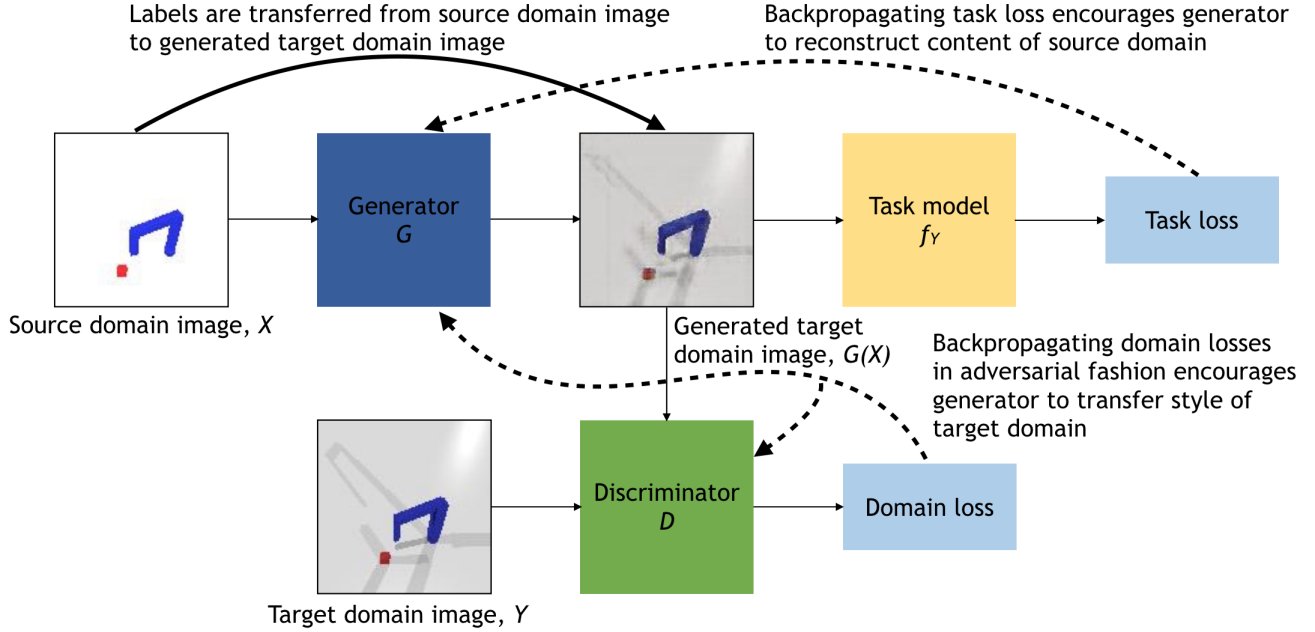 Labels are transferred from source domain image
to generated target domain image
Backpropagating task loss encourages generator
to reconstruct content of source domain
Generator
G
Task model
fY
Task loss
Source domain image, X
Generated target
domain image, G(X)
Backpropagating domain losses
in adversarial fashion encourages
generator to transfer style of
target domain
Discriminator
D
Domain loss
Target domain image, Y